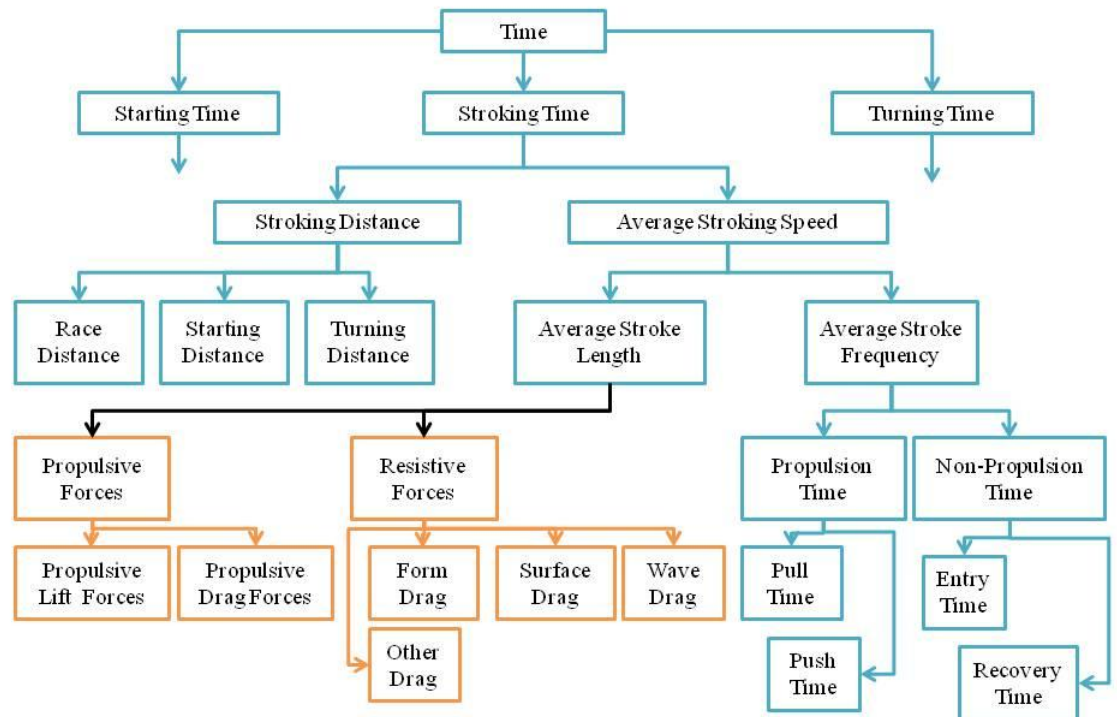 Time
Starting Time
Stroking Time
Turning Time
Stroking Distance
Average Stroking Speed
Race
Distance
Starting
Distance
Turning
Distance
Average Stroke
Length
Average Stroke
Frequency
Propulsive
Forces
Resistive
Forces
Propulsion
Time
Non-Propulsion
Time
Propulsive
Lift Forces
Propulsive
Drag Forces
Form
Drag
Surface
Drag
Wave
Drag
Pull
Time
Entry
Time
Other
Drag
Push
Time
Recovery
Time